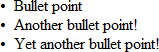 • Bullet point
• Another bullet point!
• Yet another bullet point!